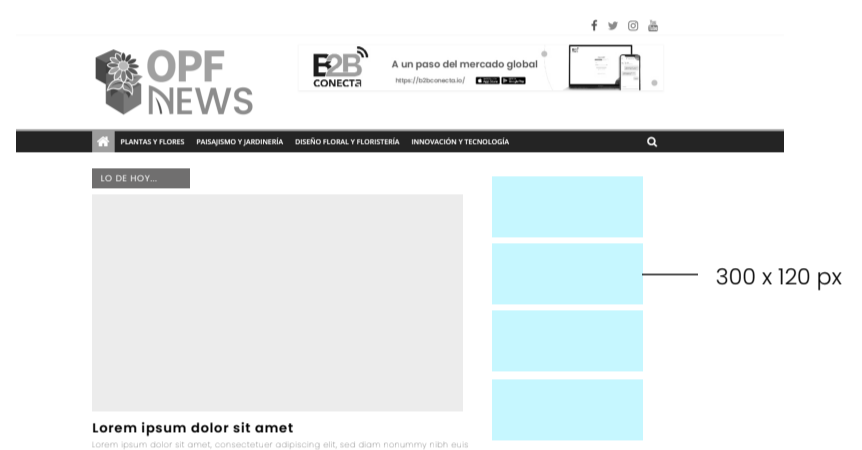 OPF
NEWS
E2B
CONECTA
A un paso del mercado global
https://b2bconecta.io/
PLANTAS Y FLORES PAISAJISMO Y JARDINERÍA DISEÑO FLORAL Y FLORISTERÍA INNOVACIÓN Y TECNOLOGÍA
LO DE HOY...
300 x 120 px
Lorem ipsum dolor sit amet
Lorem ipsum dolor sit amet, consectetuer adipiscing elit, sed diam nonummy nibh euis